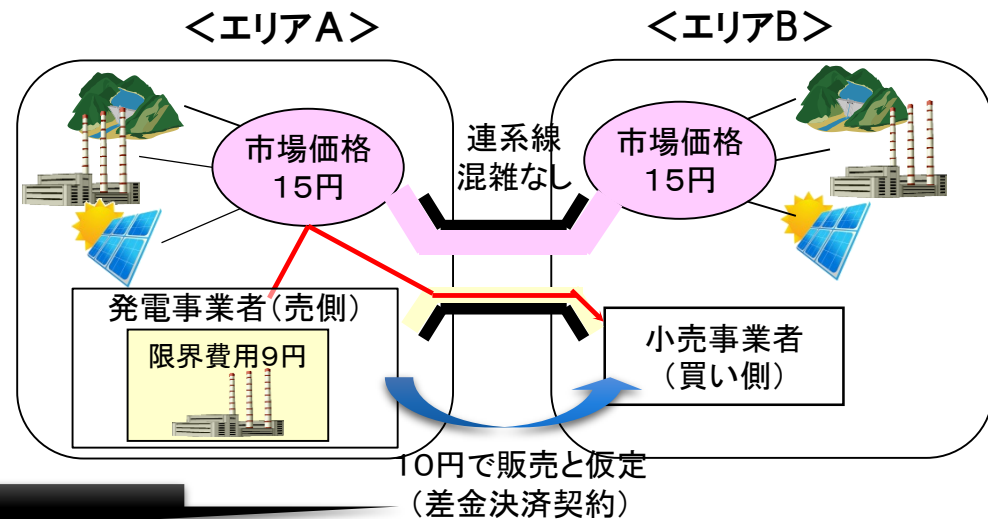 ＜エリアA＞
＜エリアB＞
市場価格
１５円
連系線
混雑なし
市場価格
１５円
発電事業者（売側）
限界費用９円
小売事業者
（買い側）
１０円で販売と仮定
（差金決済契約）